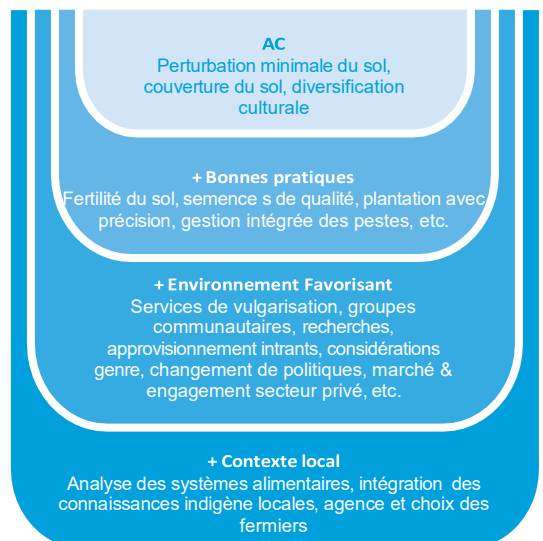 AC
Perturbation minimale du sol,
couverture du sol, diversification
culturale
+ Bonnes pratiques
Fertilité du sol, semence s de qualité, plantation avec
précision, gestion intégrée des pestes, etc.
+ Environnement Favorisant
Services de vulgarisation, groupes
communautaires, recherches,
approvisionnement intrants, considérations
genre, changement de politiques, marché &
engagement secteur privé, etc.
+ Contexte local
Analyse des systèmes alimentaires, intégration des
connaissances indigène locales, agence et choix des
fermiers